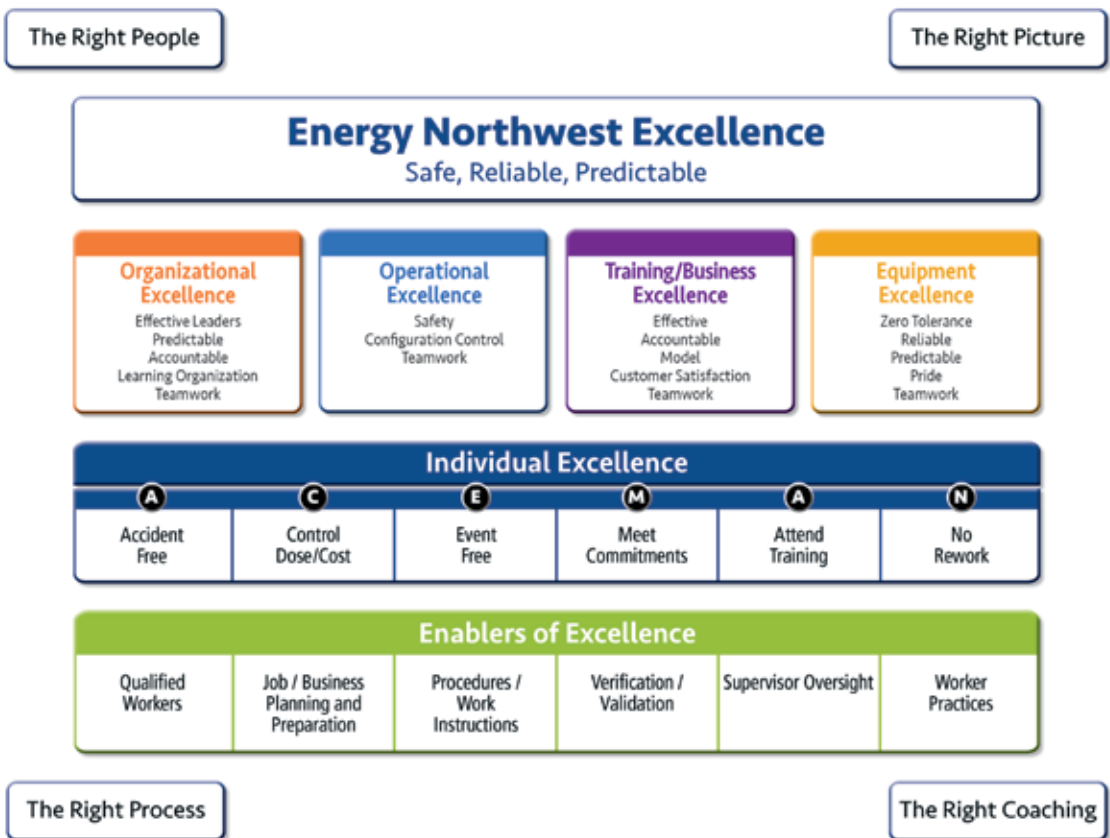 The Right People
The Right Picture
Energy Northwest Excellence
Safe, Reliable, Predictable
Organizational
Excellence
Effective Leaders
Predictable
Accountable
Learning Organization
Teamwork
Operational
Excellence
Safety
Configuration Control
Teamwork
Training/Business
Excellence
Effective
Accountable
Model
Customer Satisfaction
Teamwork
Equipment
Excellence
Zero Tolerance
Reliable
Predictable
Pride
Teamwork
Individual Excellence
A
Accident
Free
C
Control
Dose/Cost
E
Event
Free
M
Meet
Commitments
A
Attend
Training
N
No
Rework
Enablers of Excellence
Qualified
Workers
Job / Business
Planning and
Preparation
Procedures /
Work
Instructions
Verification /
Validation
Supervisor Oversight
Worker
Practices
The Right Process
The Right Coaching